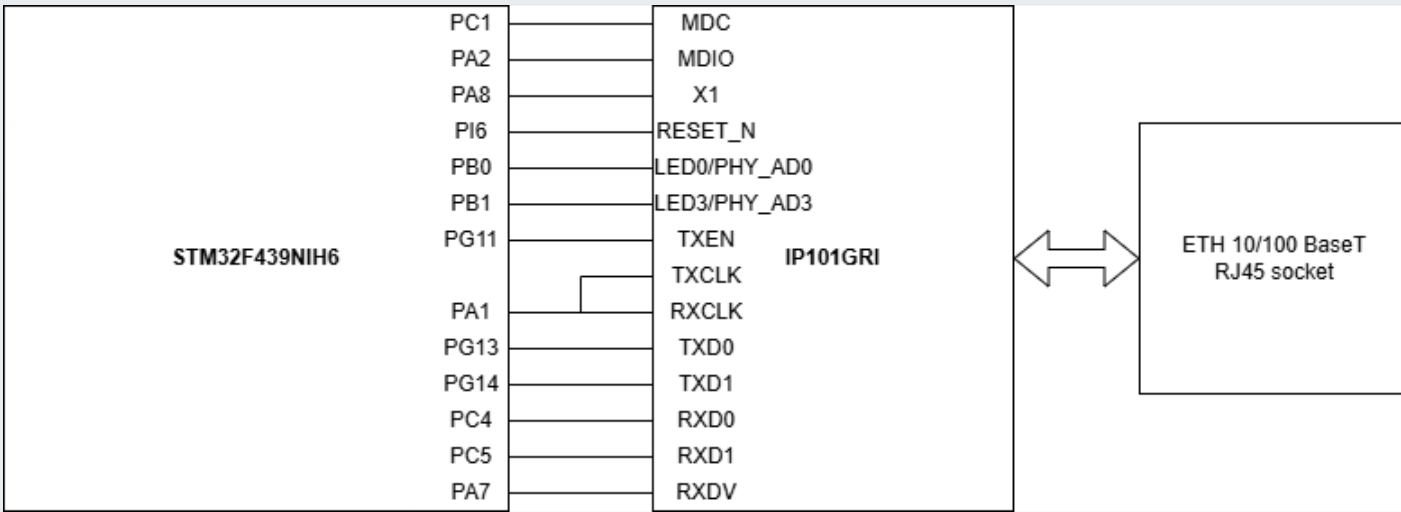 PC1 MDC
PA2 MDIO
PA8 X1
PI6 RESET_N
PB0 LED0/PHY_AD0
PB1 LED3/PHY_AD3
PG11 TXEN
STM32F439NIH6 IP101GRI
ETH 10/100 BaseT
RJ45 socket
TXCLK
PA1 RXCLK
PG13 TXD0
PG14 TXD1
PC4 RXD0
PC5 RXD1
PA7 RXDV